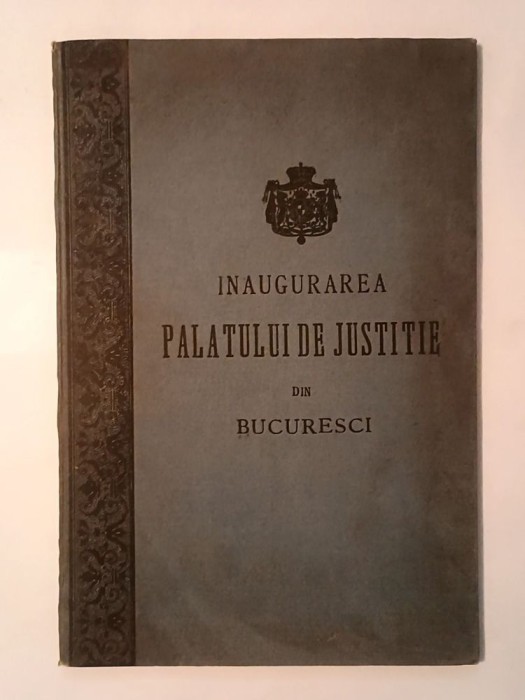 INAUGURAREA
PALATULUI DE JUSTITIE
DIN
BUCURESCI